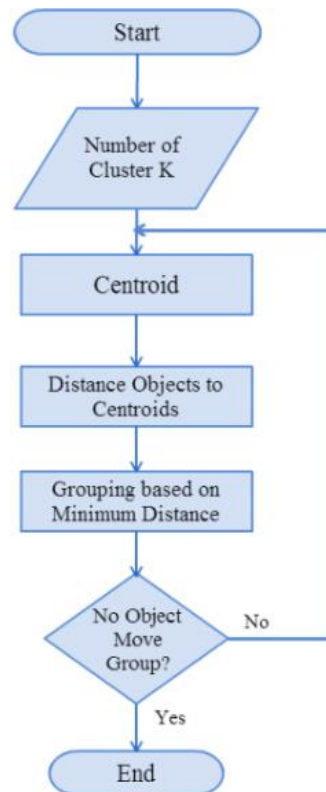 Start
Number of
Cluster K
Centroid
Distance Objects to
Centroids
Grouping based on
Minimum Distance
No Object
Move
Group?
No
Yes
End